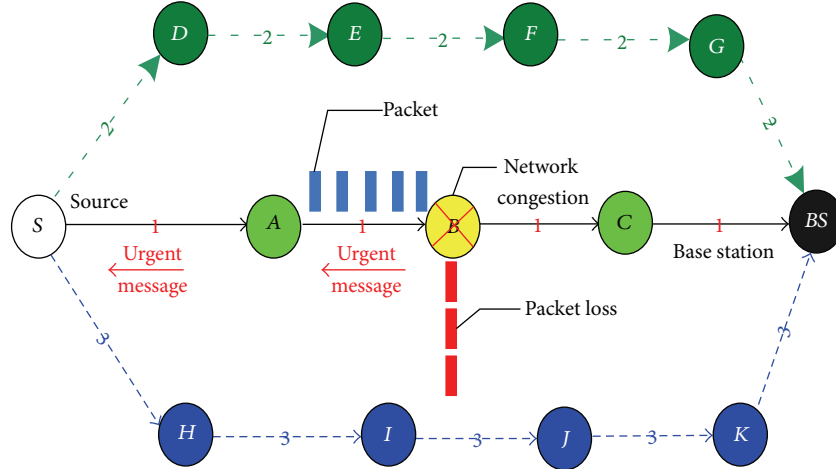 D
2
E
2
F
2
G
2
2
Packet
Network
congestion
Source
S
1
A
1
B
1
C
1
BS
Urgent
message
Urgent
message
Base station
Packet loss
3
3
H
3
I
3
J
3
K